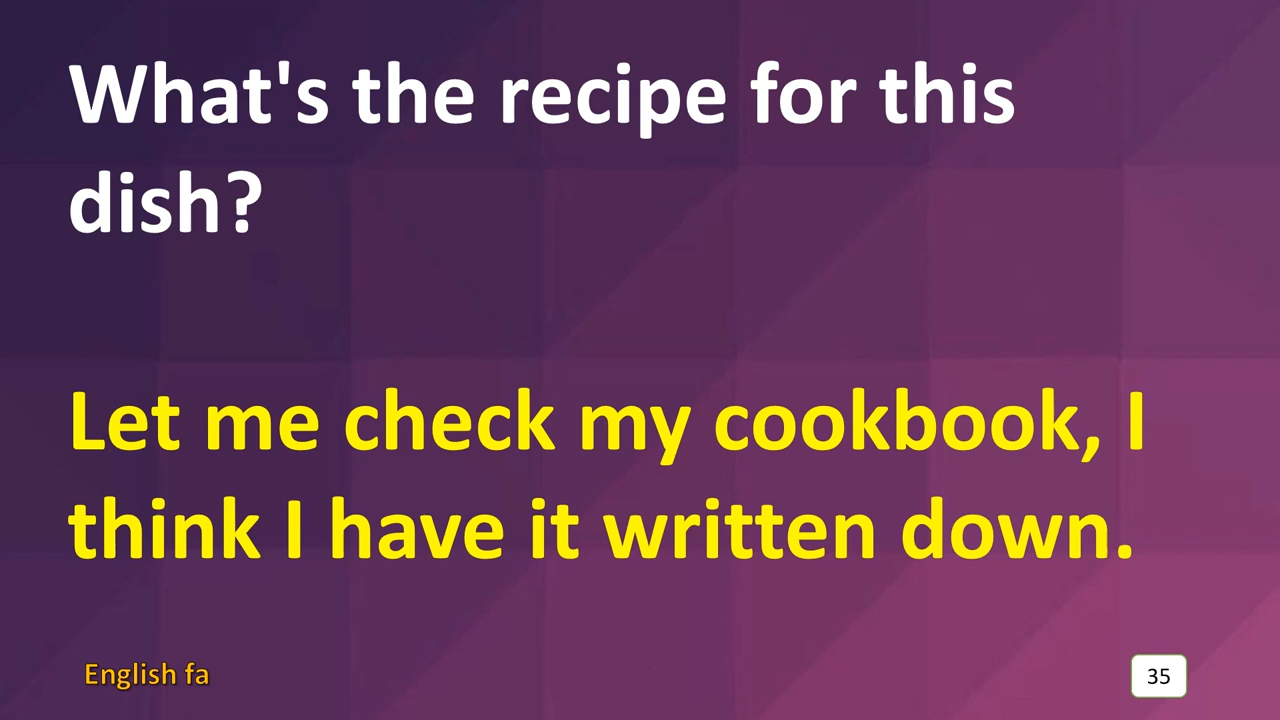 What's the recipe for this
dish?
Let me check my cookbook, I
think I have it written down.
English fa
35